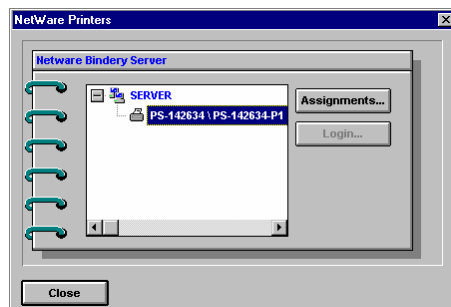 NetWare Printers
Netware Bindery Server
SERVER
PS-142634 \ PS-142634-P1
Assignments...
Login...
Close